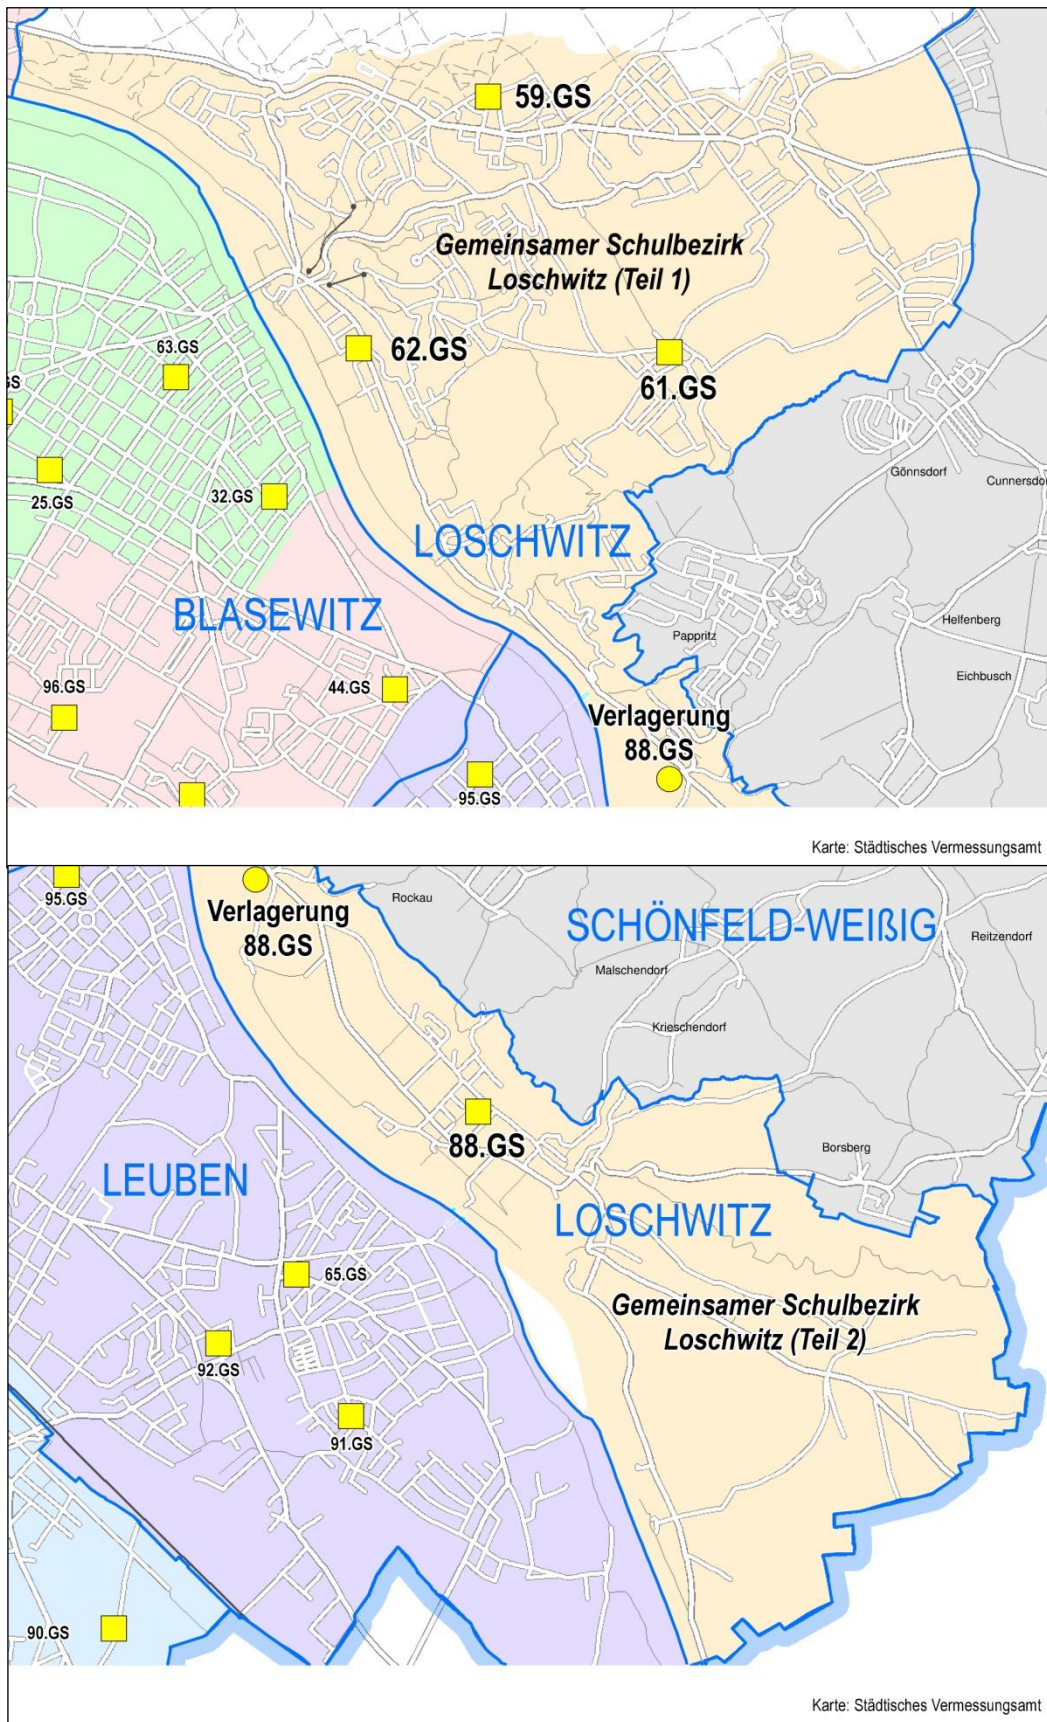 59.GS
Gemeinsamer Schulbezirk
Loschwitz (Teil 1)
63.GS
62.GS
61.GS
GS
25.GS
32.GS
Gönnsdorf
Cunnersdo
LOSCHWITZ
BLASEWITZ
Pappritz
Helfenberg
Eichbusch
96.GS
44.GS
Verlagerung
88.GS
95.GS
Karte: Städtisches Vermessungsamt
95.GS
Verlagerung
88.GS
Rockau
SCHÖNFELD-WEIßIG
Reitzendorf
Malschendorf
Krieschendorf
88.GS
Borsberg
LEUBEN
LOSCHWITZ
65.GS
Gemeinsamer Schulbezirk
Loschwitz (Teil 2)
92.GS
91.GS
90.GS
Karte: Städtisches Vermessungsamt